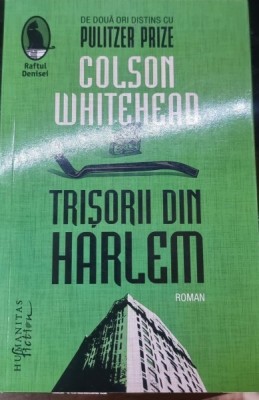 DE DOUĂ ORI DISTINS CU
PULITZER PRIZE
Raftul
Denisei
COLSON
WHITEHEAD
TRIȘORII DIN
HARLEM
ROMAN
HUMANITAS
fiction